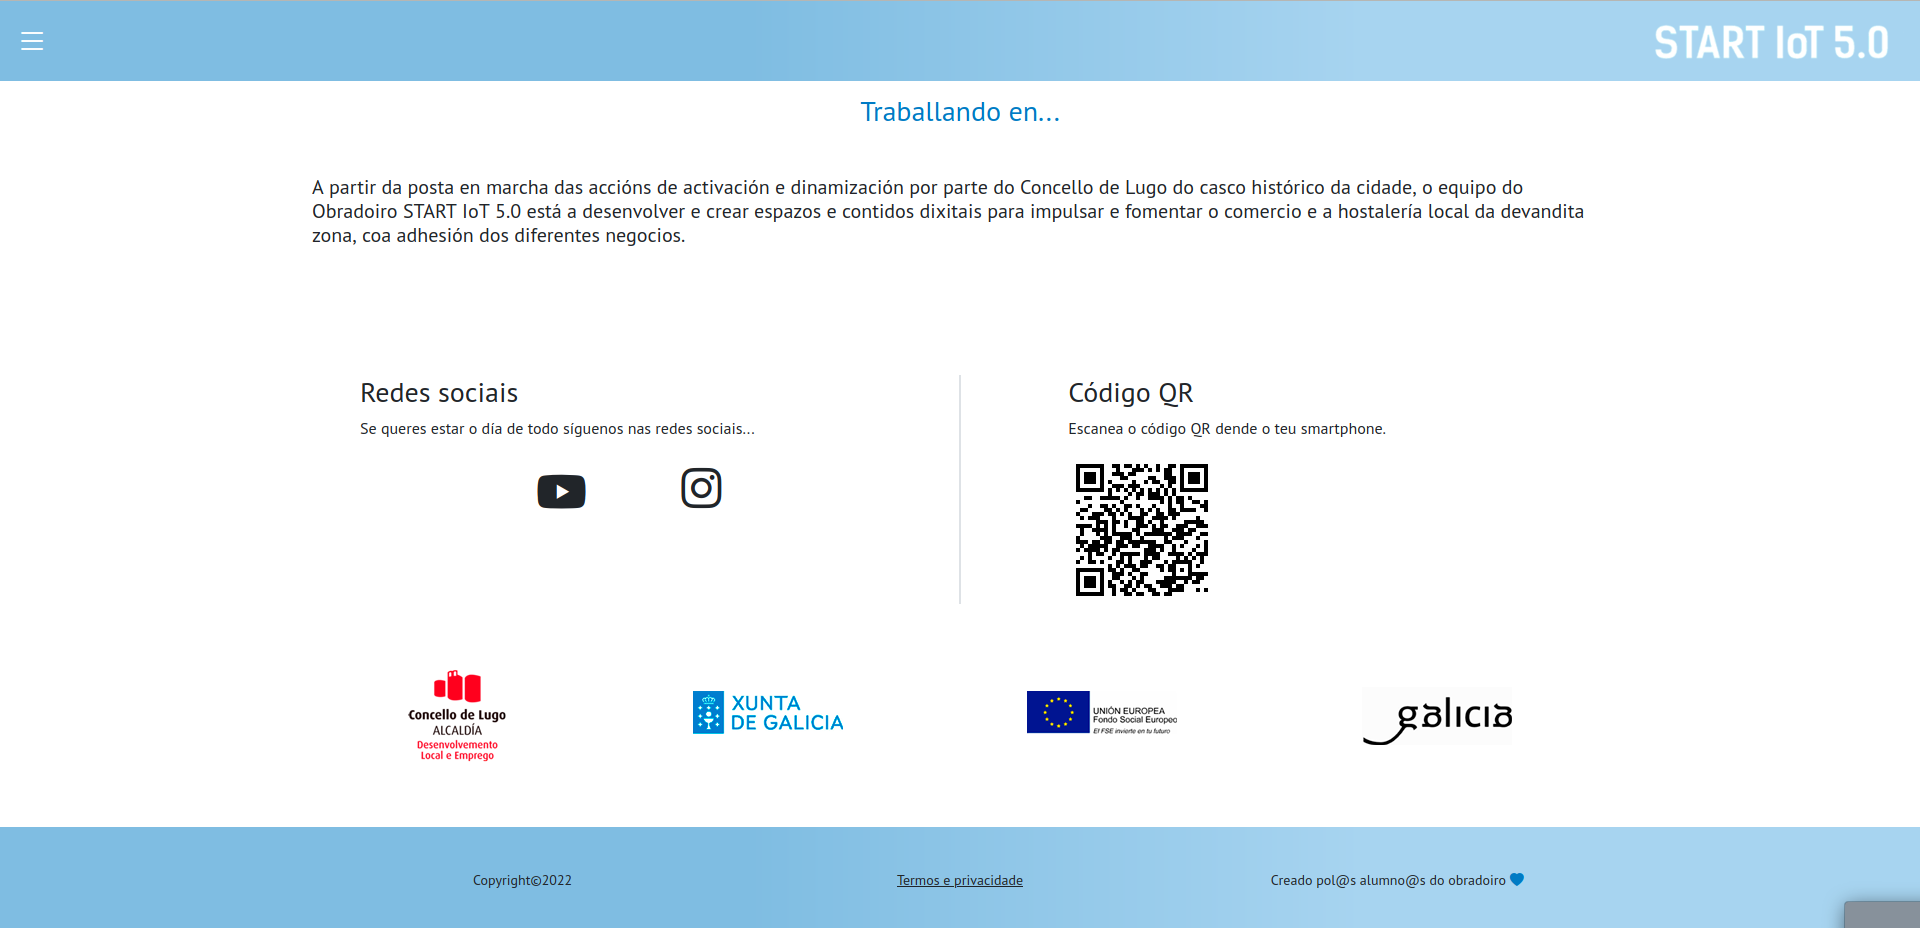 START IoT 5.0
Traballando en...
A partir da posta en marcha das accións de activación e dinamización por parte do Concello de Lugo do casco histórico da cidade, o equipo do
Obradoiro START IoT 5.0 está a desenvolver e crear espazos e contidos dixitais para impulsar e fomentar o comercio e a hostalería local da devandita
zona, coa adhesión dos diferentes negocios.
Redes sociais
Se queres estar o día de todo síguenos nas redes sociais...
Código QR
Escanea o código QR dende o teu smartphone.
Concello de Lugo
ALCALDÍA
Desenvolvemento
Local e Emprego
XUNTA
DE GALICIA
UNIÓN EUROPEA
Fondo Social Europeo
El FSE invierte en tu futuro
galicia
Copyright©2022
Termos e privacidade
Creado pol@s alumno@s do obradoiro